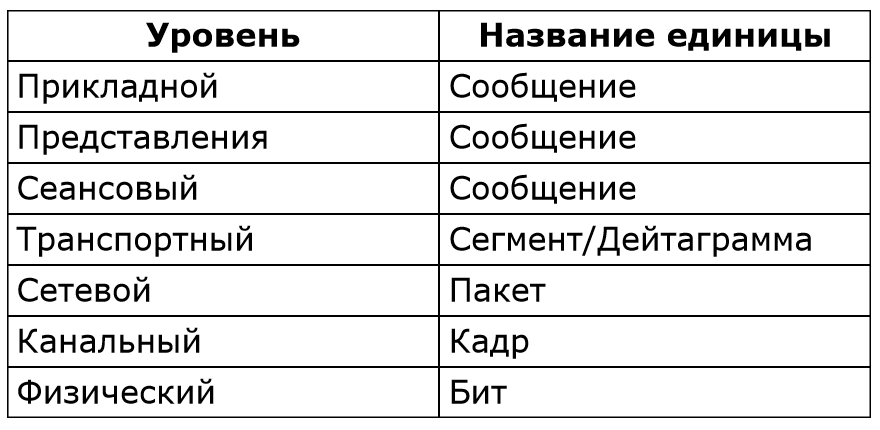 Уровень Название единицы
Прикладной Сообщение
Представления Сообщение
Сеансовый Сообщение
Транспортный Сегмент/Дейтаграмма
Сетевой Пакет
Канальный Кадр
Физический Бит